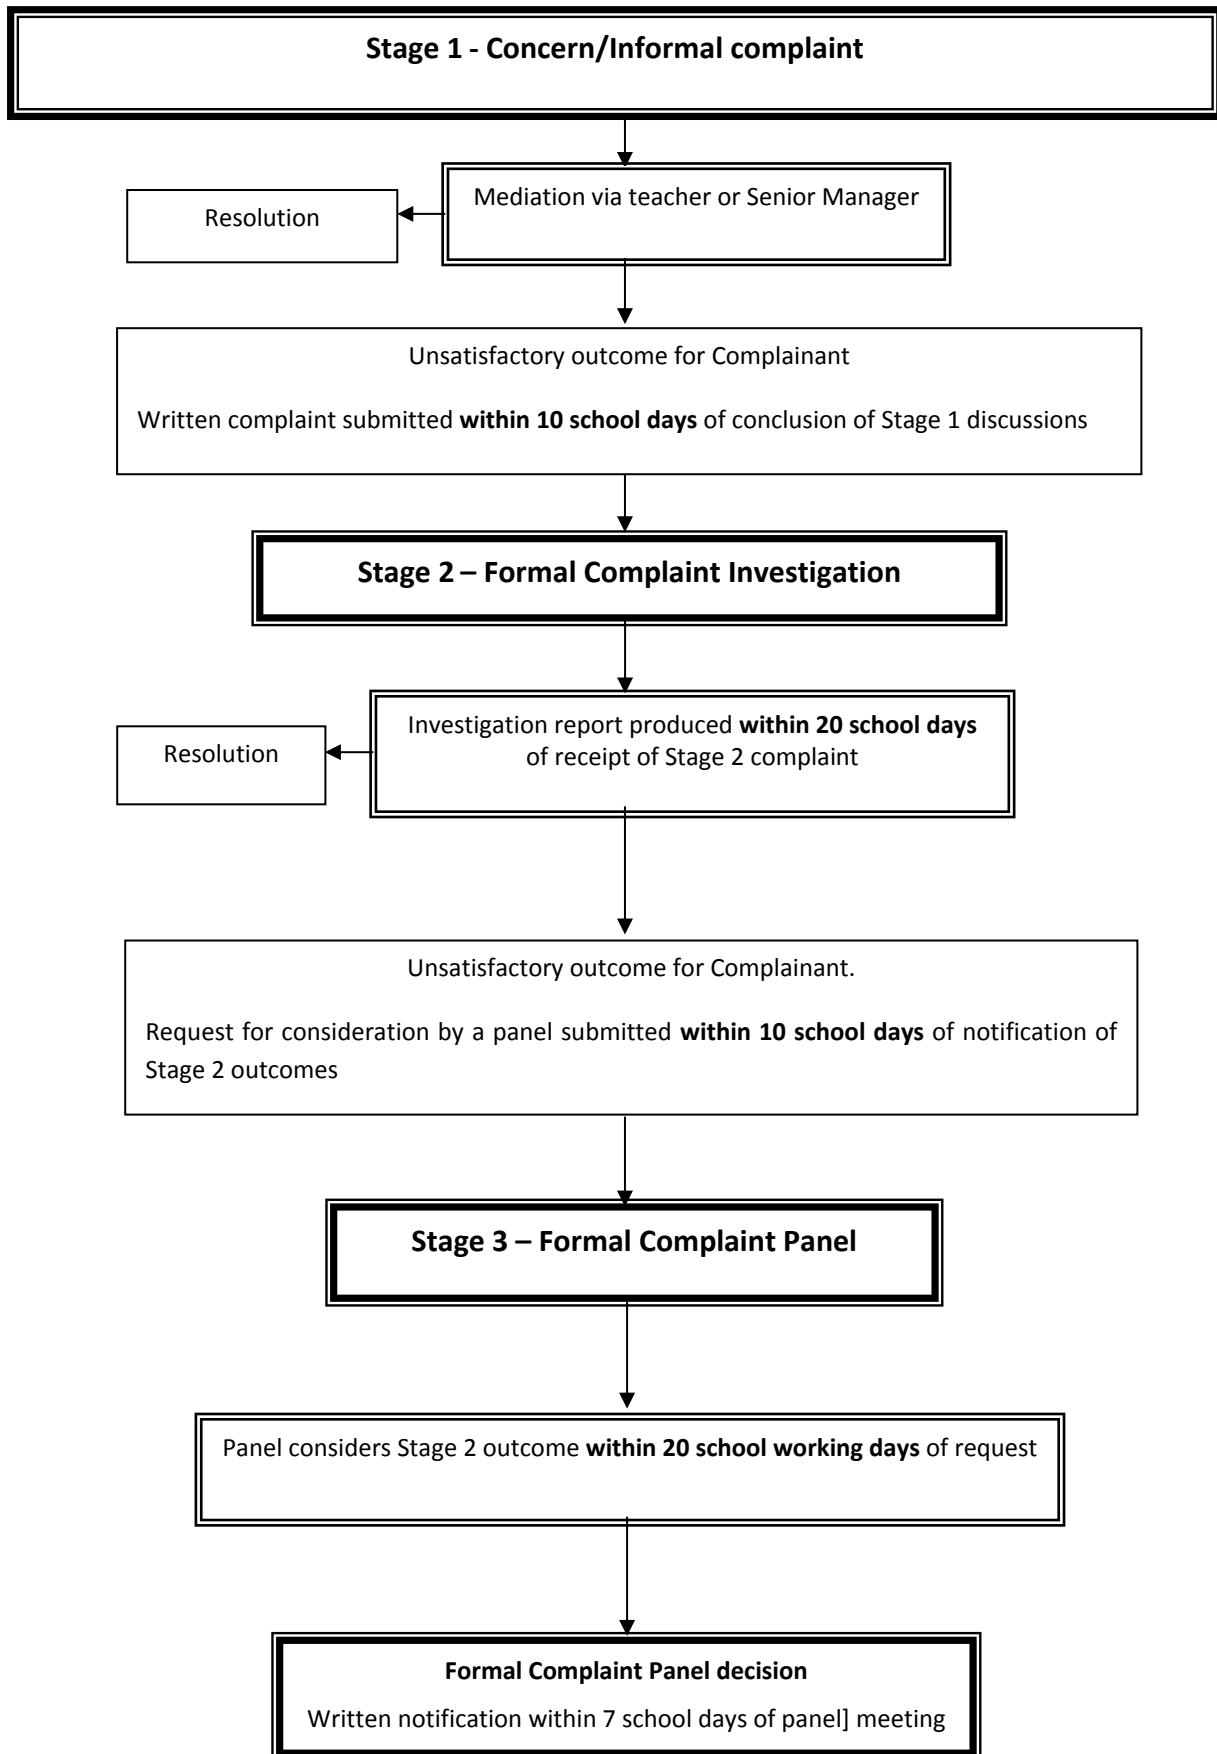 Stage 1 - Concern/Informal complaint
Mediation via teacher or Senior Manager
Resolution
Unsatisfactory outcome for Complainant
Written complaint submitted within 10 school days of conclusion of Stage 1 discussions
Stage 2 – Formal Complaint Investigation
Investigation report produced within 20 school days
of receipt of Stage 2 complaint
Resolution
Unsatisfactory outcome for Complainant.
Request for consideration by a panel submitted within 10 school days of notification of
Stage 2 outcomes
Stage 3 – Formal Complaint Panel
Panel considers Stage 2 outcome within 20 school working days of request
Formal Complaint Panel decision
Written notification within 7 school days of panel] meeting